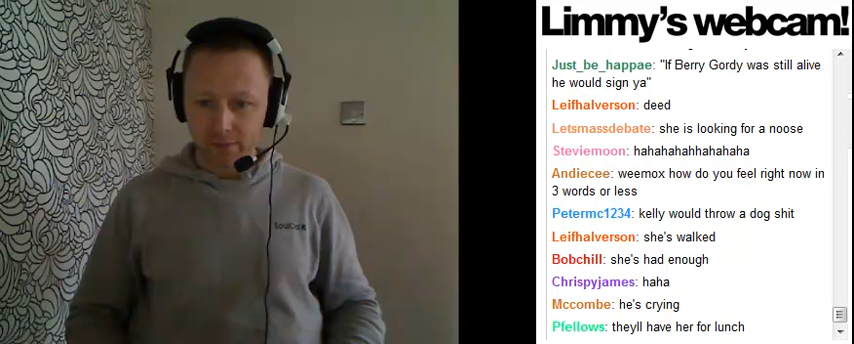 Limmy's webcam!
Just_be_happae: "If Berry Gordy was still alive
he would sign ya"
Leifhalverson: deed
Letsmassdebate: she is looking for a noose
Steviemoon: hahahahahhahahaha
Andiecee: weemox how do you feel right now in
3 words or less
Petermc1234: kelly would throw a dog shit
Leifhalverson: she's walked
Bobchill: she's had enough
Chrispyjames: haha
Mccombe: he's crying
Pfellows: theyll have her for lunch